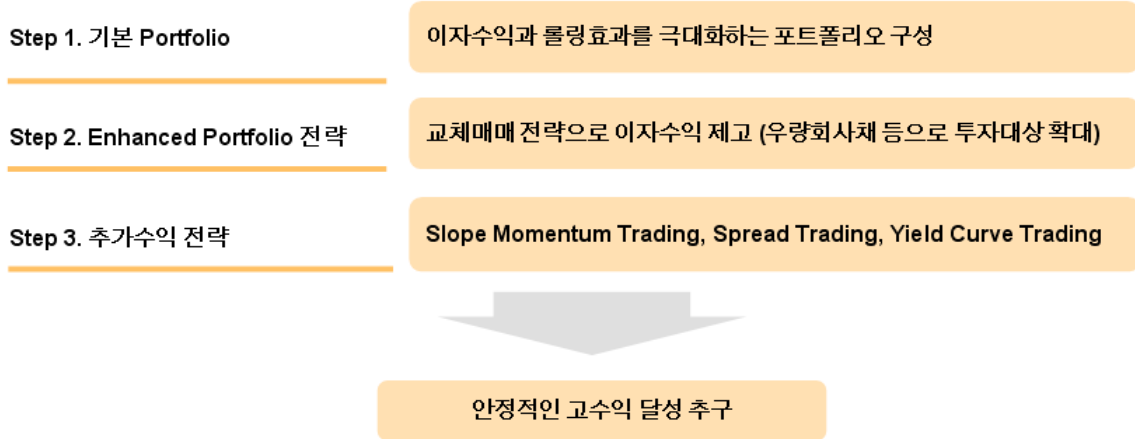 Step 1. 기본 Portfolio
이자수익과 롤링효과를 극대화하는 포트폴리오 구성
Step 2. Enhanced Portfolio 전략
교체매매 전략으로 이자수익 제고 (우량회사채 등으로 투자대상 확대)
Step 3. 추가수익 전략
Slope Momentum Trading, Spread Trading, Yield Curve Trading
안정적인 고수익 달성 추구